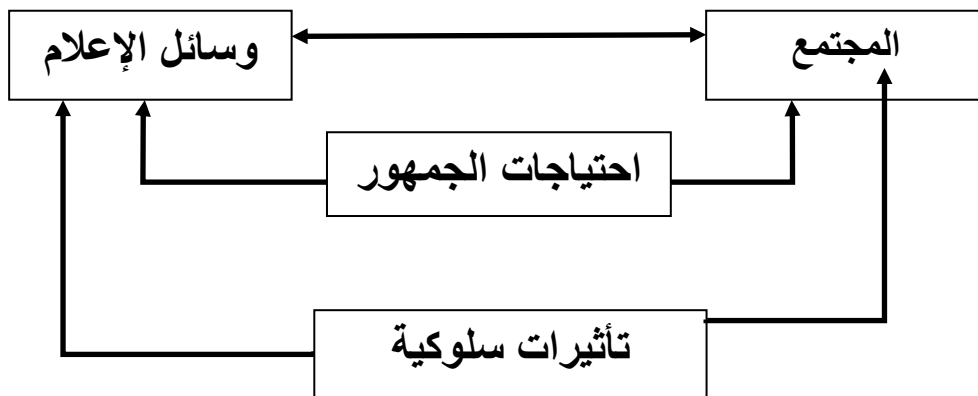 المجتمع
وسائل الإعلام
احتياجات الجمهور
تأثيرات سلوكية